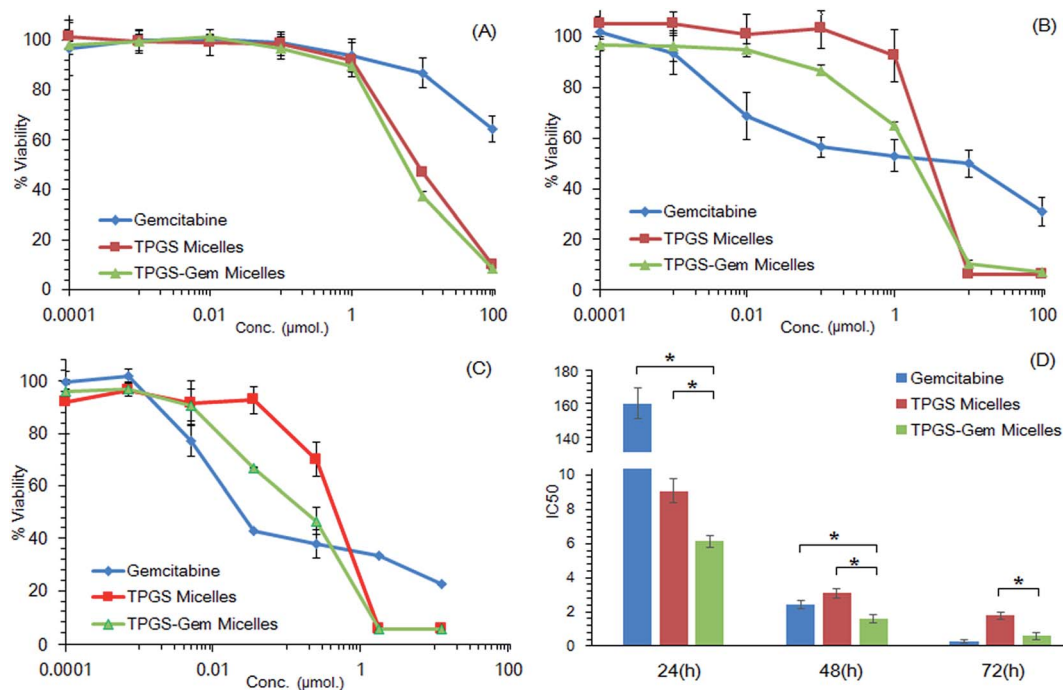 (A)
% Viability
100
80
60
40
20
0
Gemcitabine
TPGS Micelles
TPGS-Gem Micelles
0.0001
0.01
1
100
Conc. (µmol.)
(B)
% Viability
100
80
60
40
20
0
Gemcitabine
TPGS Micelles
TPGS-Gem Micelles
0.0001
0.01
1
100
Conc. (µmol.)
(C)
% Viability
100
80
60
40
20
0
Gemcitabine
TPGS Micelles
TPGS-Gem Micelles
0.0001
0.01
1
100
Conc. (µmol.)
(D)
IC50
180
160
140
10
8
6
4
2
0
*
*
*
*
*
Gemcitabine
TPGS Micelles
TPGS-Gem Micelles
24(h)
48(h)
72(h)